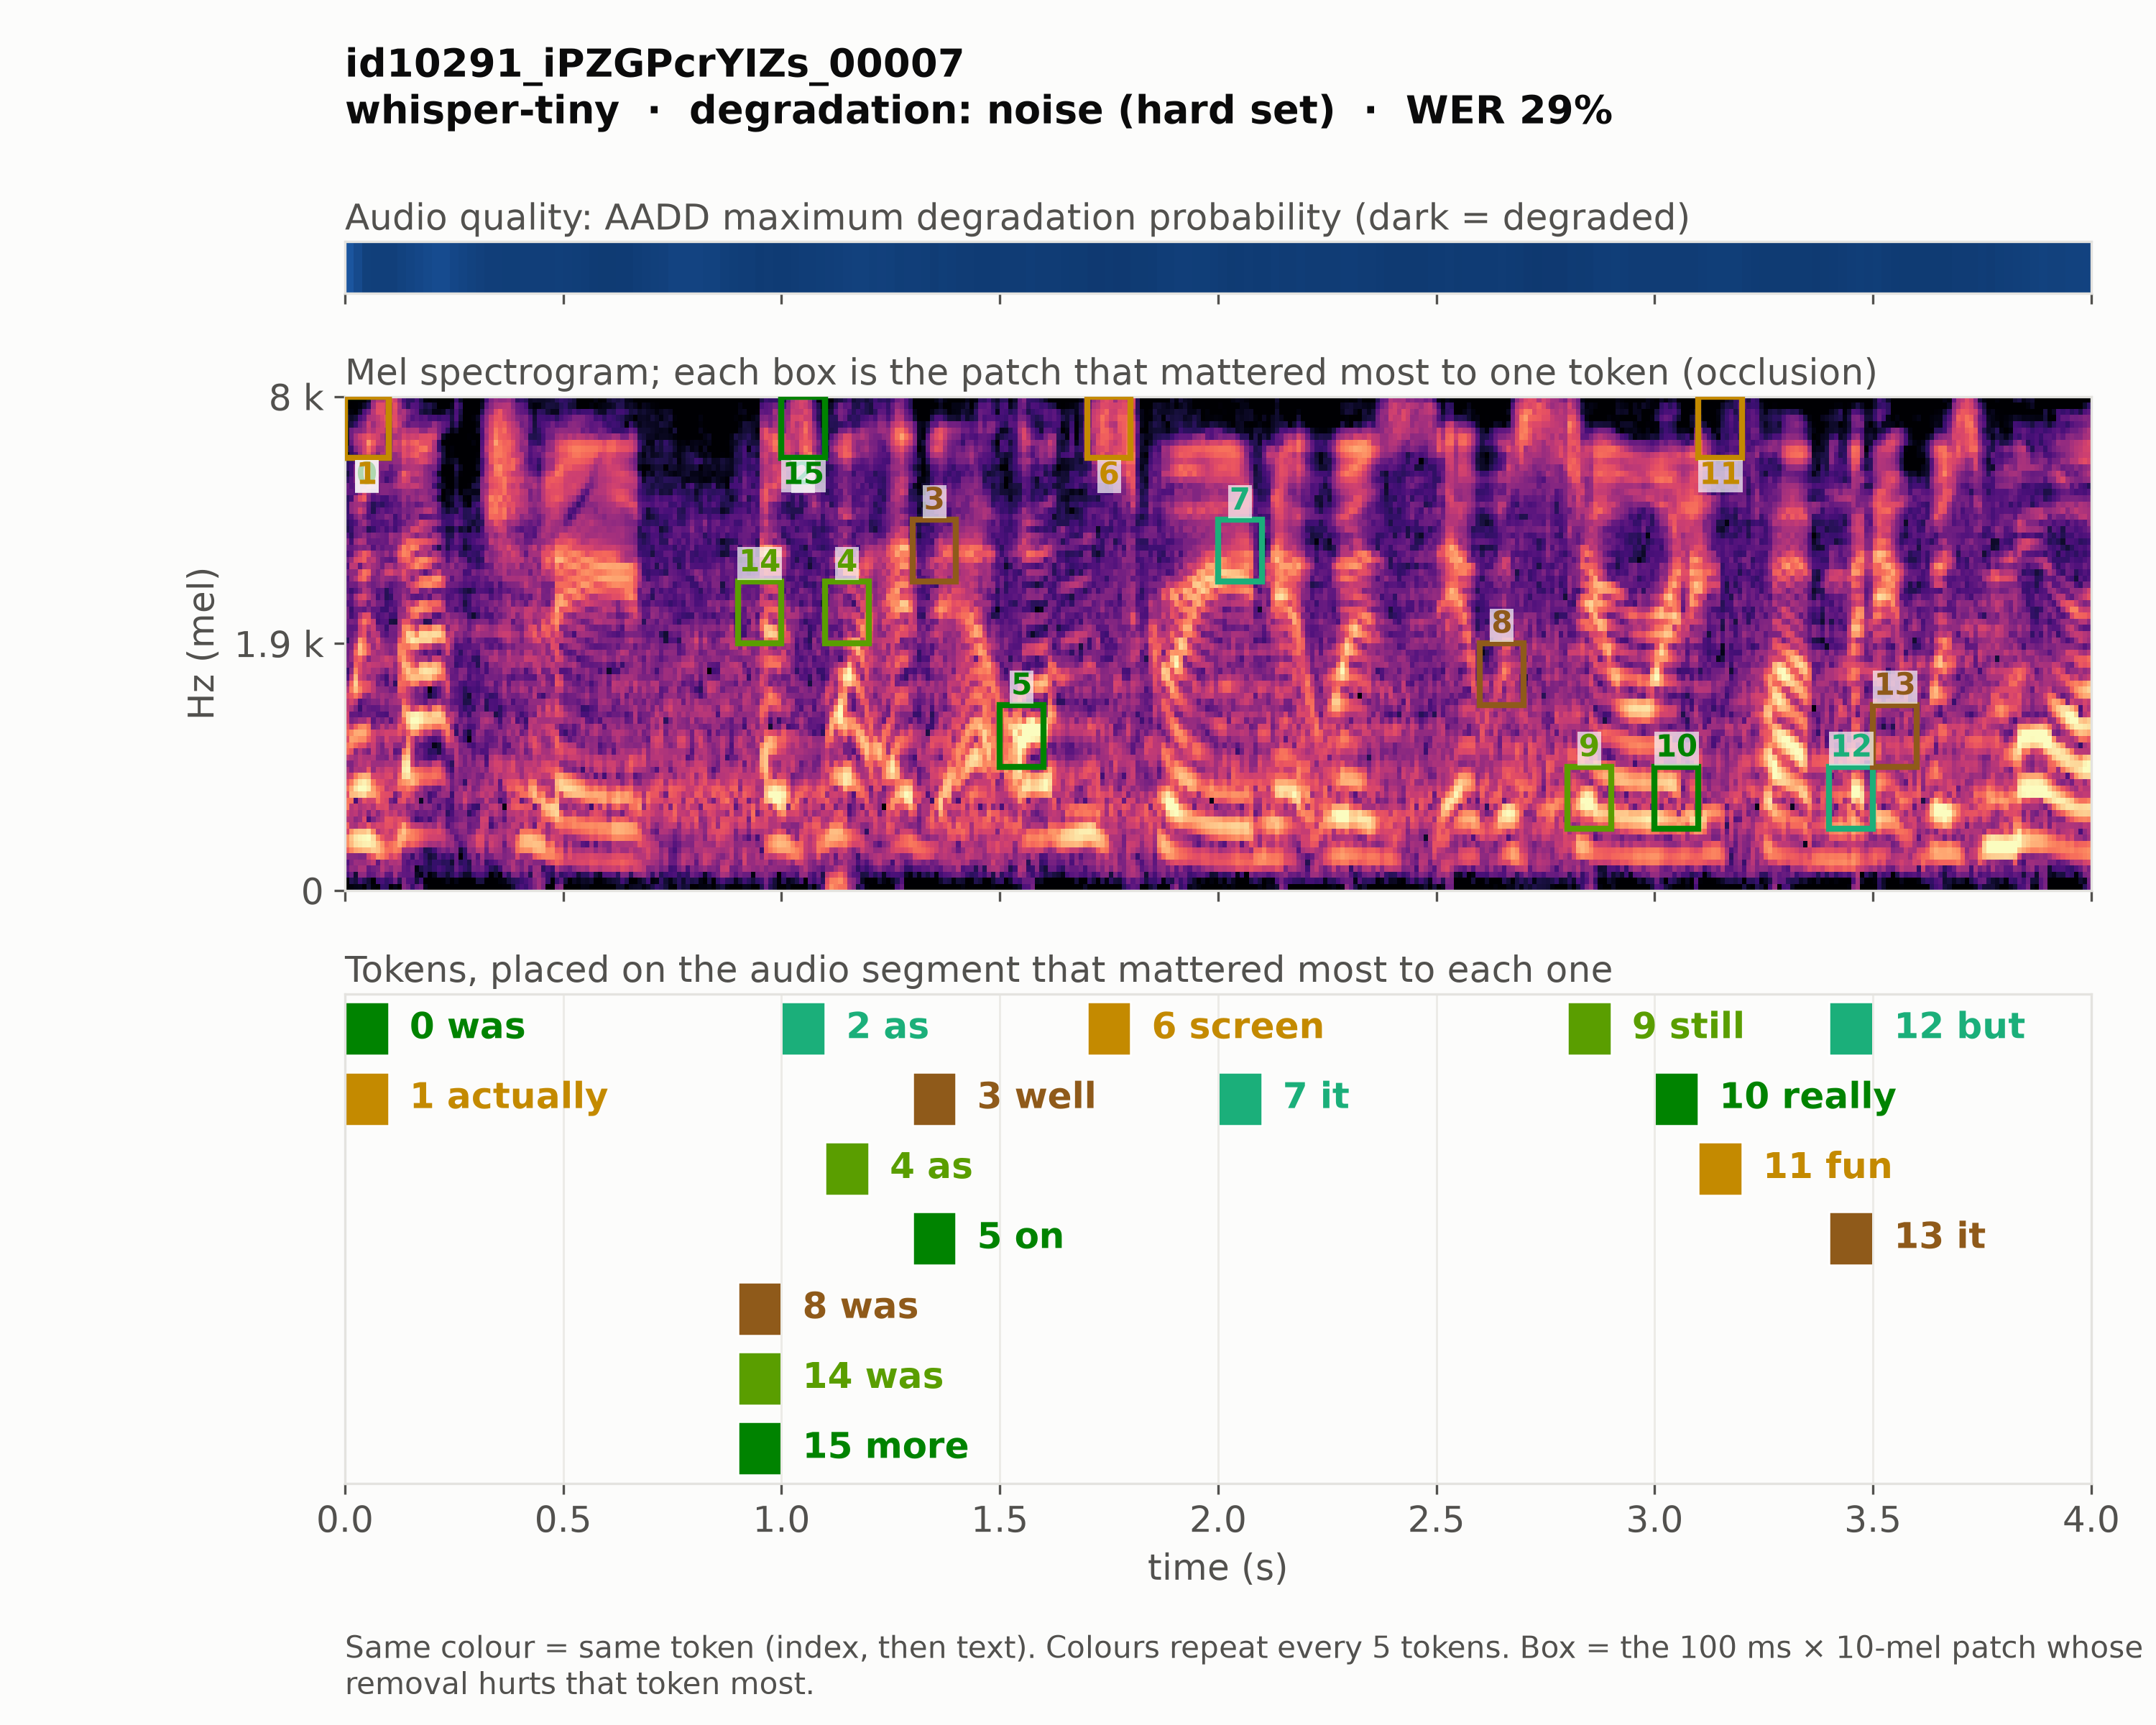 id10291_iPZGPcrYIZs_00007
whisper-tiny · degradation: noise (hard set) · WER 29%
Audio quality: AADD maximum degradation probability (dark = degraded)
Mel spectrogram; each box is the patch that mattered most to one token (occlusion)
8 k
1.9 k
0
Hz (mel)
1
15
6
11
3
7
14
4
8
5
13
9
10
12
Tokens, placed on the audio segment that mattered most to each one
0 was
2 as
6 screen
9 still
12 but
1 actually
3 well
7 it
10 really
4 as
11 fun
5 on
13 it
8 was
14 was
15 more
0.0 0.5 1.0 1.5 2.0 2.5 3.0 3.5 4.0
time (s)
Same colour = same token (index, then text). Colours repeat every 5 tokens. Box = the 100 ms × 10-mel patch whose
removal hurts that token most.